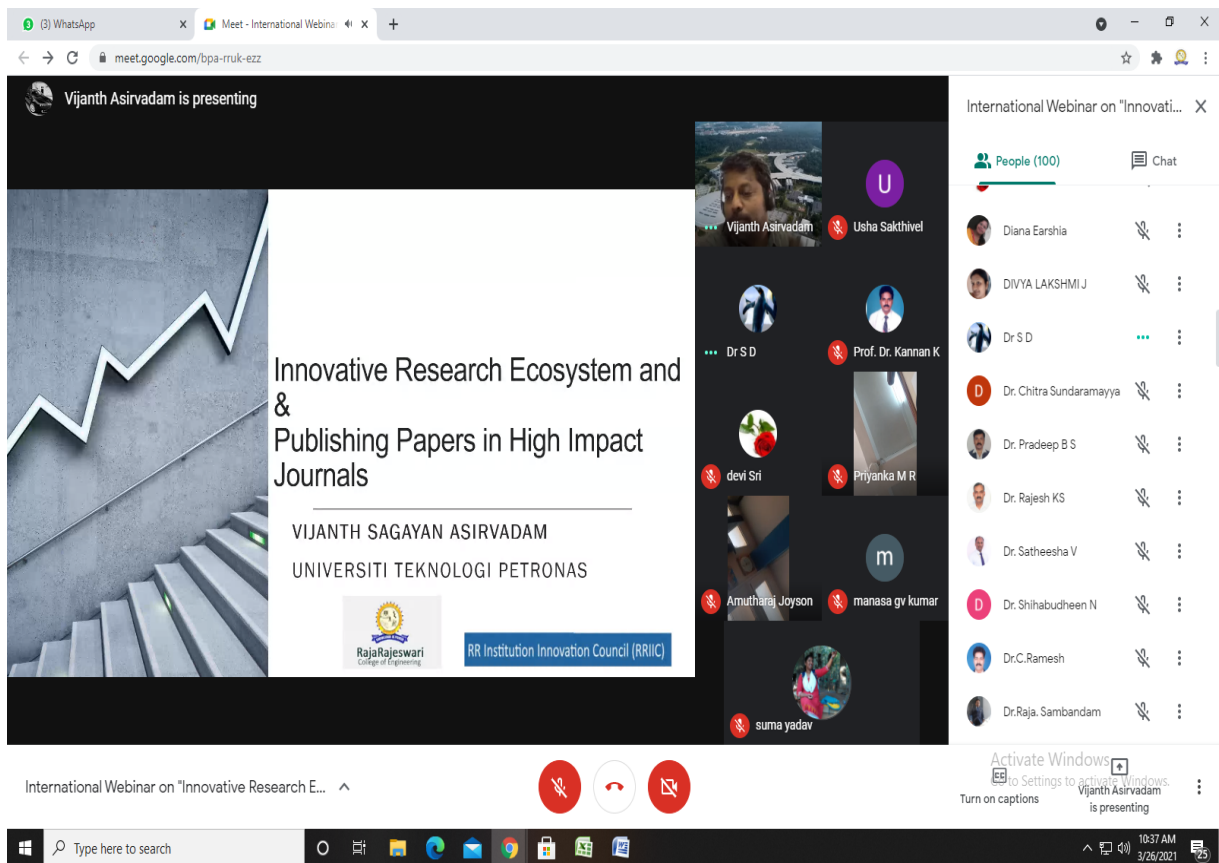 (3) WhatsApp
Meet - International Webinar
meet.google.com/bpa-rruk-ezz
Vijanth Asirvadam is presenting
Innovative Research Ecosystem and
&
Publishing Papers in High Impact
Journals
VIJANTH SAGAYAN ASIRVADAM
UNIVERSITI TEKNOLOGI PETRONAS
RajaRajeswari
College of Engineering
RR Institution Innovation Council (RRIIC)
Vijanth Asirvadam
U
Usha Sakthivel
Dr S D
Prof. Dr. Kannan K
devi Sri
Priyanka M R
Amutharaj Joyson
m
manasa gv kumar
suma yadav
International Webinar on "Innovati...
People (100)
Chat
Diana Earshia
DIVYA LAKSHMI J
Dr S D
D
Dr. Chitra Sundaramayya
Dr. Pradeep B S
Dr. Rajesh KS
Dr. Satheesha V
D
Dr. Shihabudheen N
Dr.C.Ramesh
Dr.Raja. Sambandam
International Webinar on "Innovative Research E...
Activate Windows
to Settings to activate Windows.
Turn on captions
Vijanth Asirvadam
is presenting
Type here to search
10:37 AM
3/26/2021
25